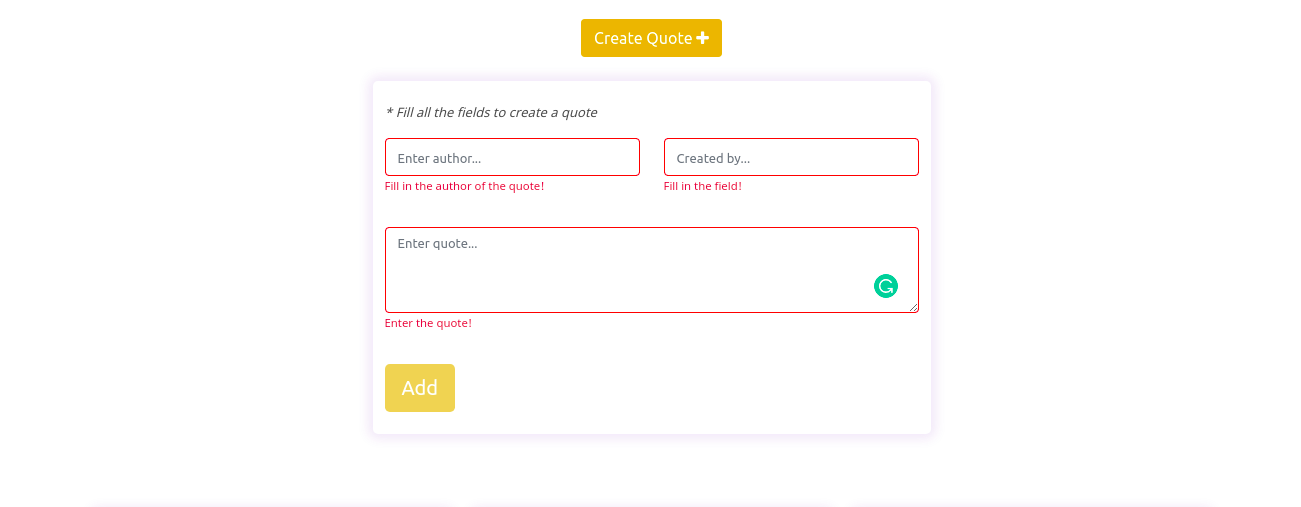 Create Quote
* Fill all the fields to create a quote
Enter author...
Created by...
Fill in the author of the quote!
Fill in the field!
Enter quote...
Enter the quote!
Add